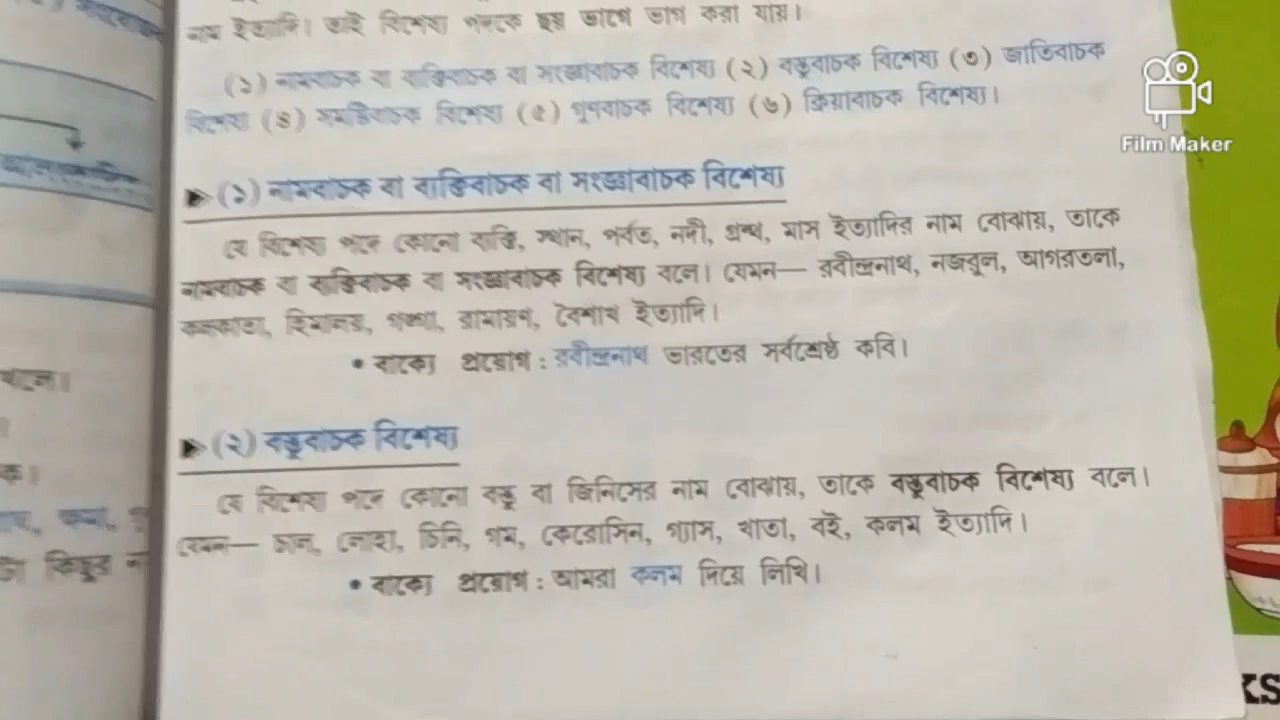 নাম ইত্যাদি। তাই বিশেষ্য পদকে ছয় ভাগে ভাগ করা যায়।
(১) নামবাচক বা ব্যক্তিবাচক বা সংজ্ঞাবাচক বিশেষ্য (২) বস্তুবাচক বিশেষ্য (৩) জাতিবাচক
বিশেষ্য (৪) সমষ্টিবাচক বিশেষ্য (৫) গুণবাচক বিশেষ্য (৬) ক্রিয়াবাচক বিশেষ্য।
(১) নামবাচক বা ব্যক্তিবাচক বা সংজ্ঞাবাচক বিশেষ্য
যে বিশেষ্য পদে কোনো ব্যক্তি, স্থান, পর্বত, নদী, গ্রন্থ, মাস ইত্যাদির নাম বোঝায়, তাকে
নামবাচক বা ব্যক্তিবাচক বা সংজ্ঞাবাচক বিশেষ্য বলে। যেমন— রবীন্দ্রনাথ, নজরুল, আগরতলা,
কলকাতা, হিমালয়, গঙ্গা, রামায়ণ, বৈশাখ ইত্যাদি।
• বাক্যে প্রয়োগ : রবীন্দ্রনাথ ভারতের সর্বশ্রেষ্ঠ কবি।
(২) বস্তুবাচক বিশেষ্য
যে বিশেষ্য পদে কোনো বস্তু বা জিনিসের নাম বোঝায়, তাকে বস্তুবাচক বিশেষ্য বলে।
যেমন— চাল, লোহা, চিনি, গম, কেরোসিন, গ্যাস, খাতা, বই, কলম ইত্যাদি।
• বাক্যে প্রয়োগ : আমরা কলম দিয়ে লিখি।
Film Maker